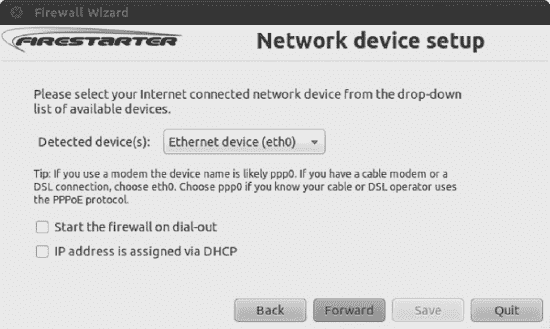 Firewall Wizard
FIRESTARTER
Network device setup
Please select your Internet connected network device from the drop-down
list of available devices.
Detected device(s): Ethernet device (eth0)
Tip: If you use a modem the device name is likely ppp0. If you have a cable modem or a
DSL connection, choose eth0. Choose ppp0 if you know your cable or DSL operator uses
the PPPoE protocol.
Start the firewall on dial-out
IP address is assigned via DHCP
Back Forward Save Quit